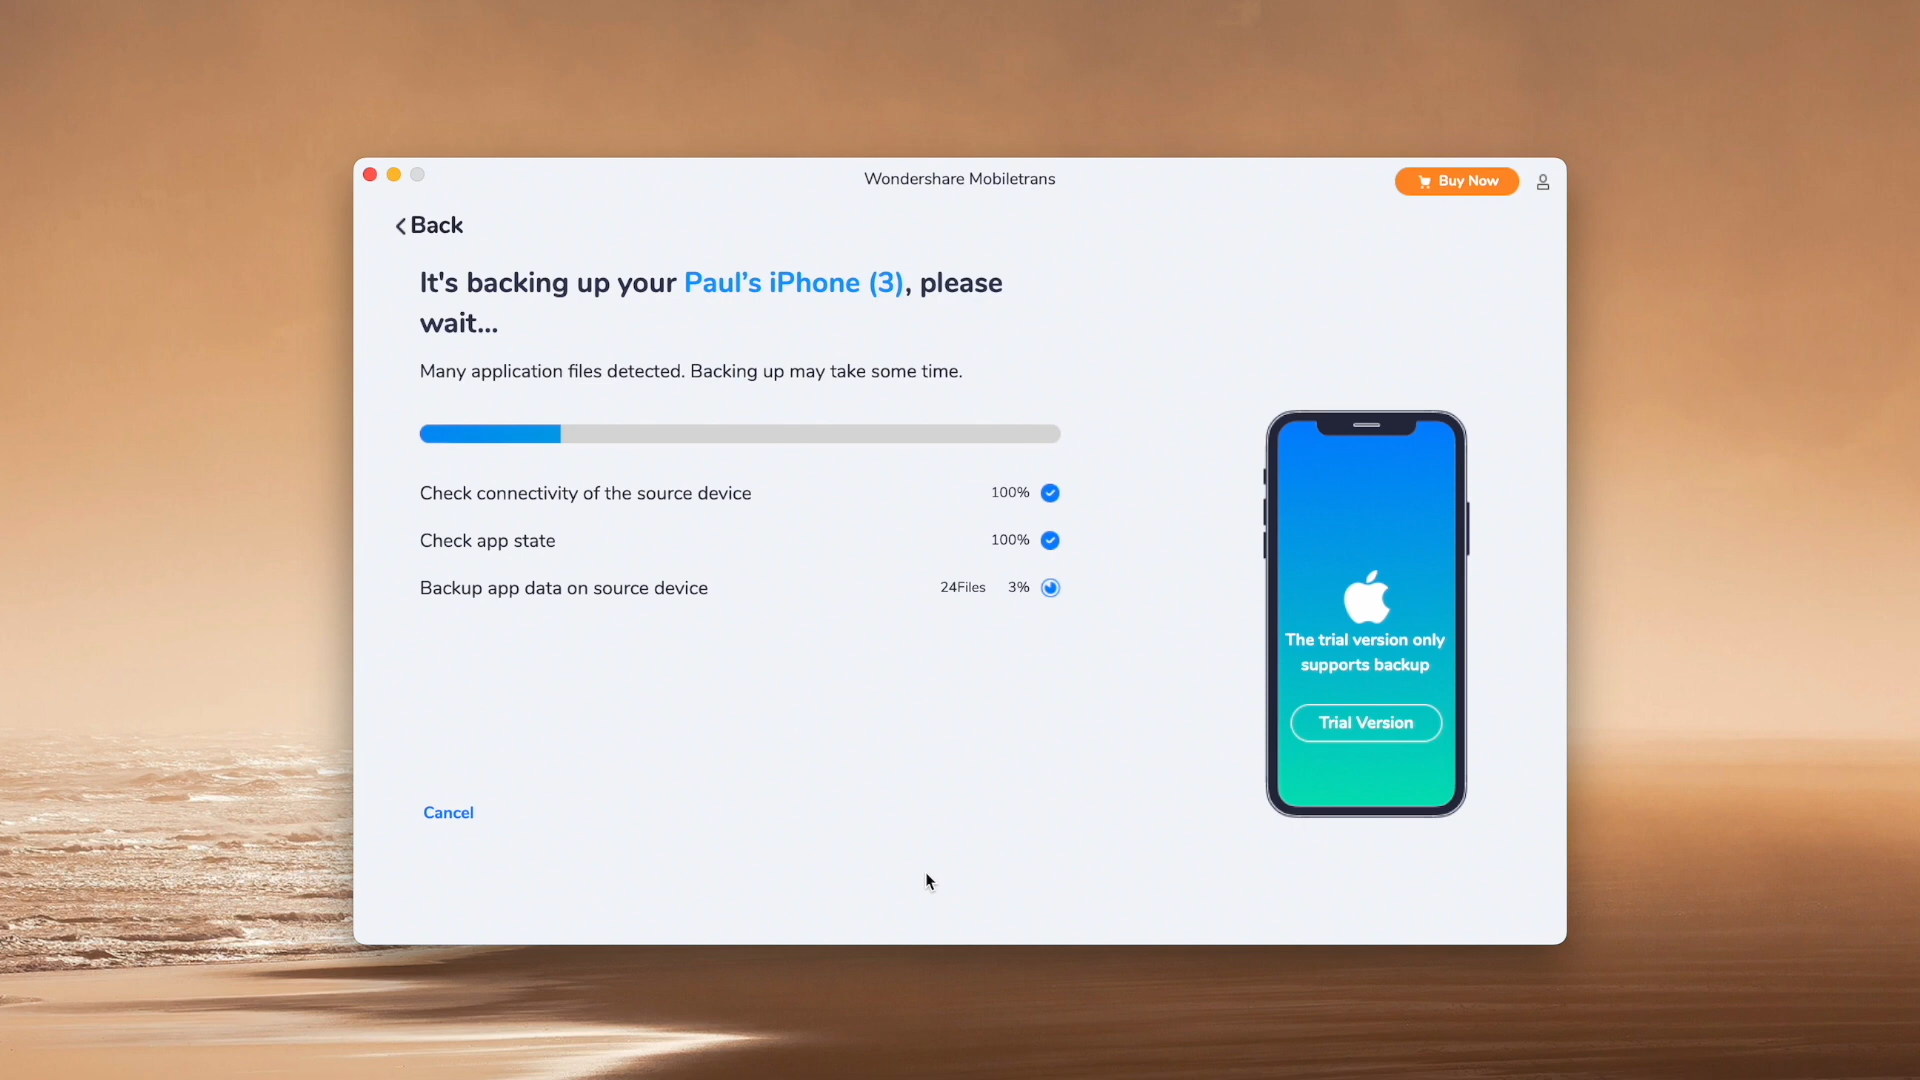 Wondershare Mobiletrans
Buy Now
Back
It's backing up your Paul’s iPhone (3), please
wait...
Many application files detected. Backing up may take some time.
Check connectivity of the source device 100%
Check app state 100%
Backup app data on source device 24Files 3%
The trial version only
supports backup
Trial Version
Cancel